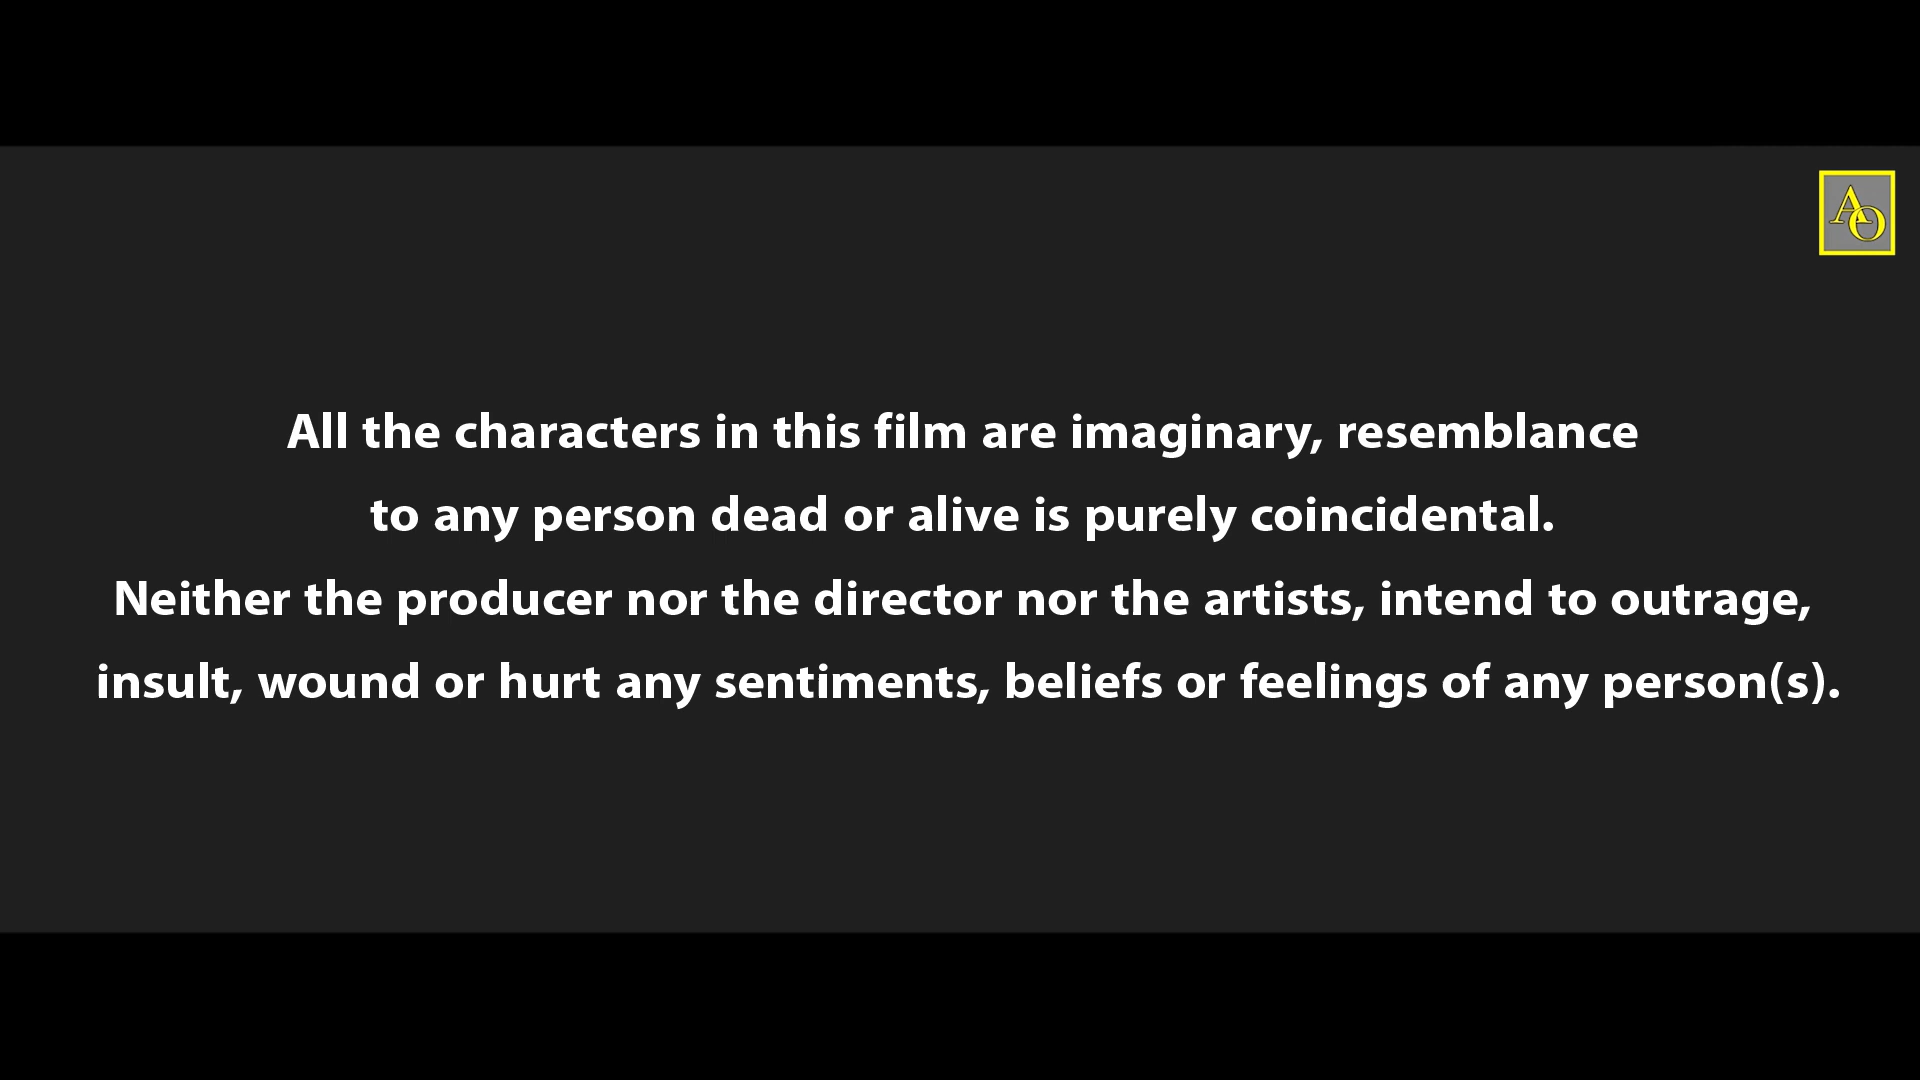 AO
All the characters in this film are imaginary, resemblance
to any person dead or alive is purely coincidental.
Neither the producer nor the director nor the artists, intend to outrage,
insult, wound or hurt any sentiments, beliefs or feelings of any person(s).